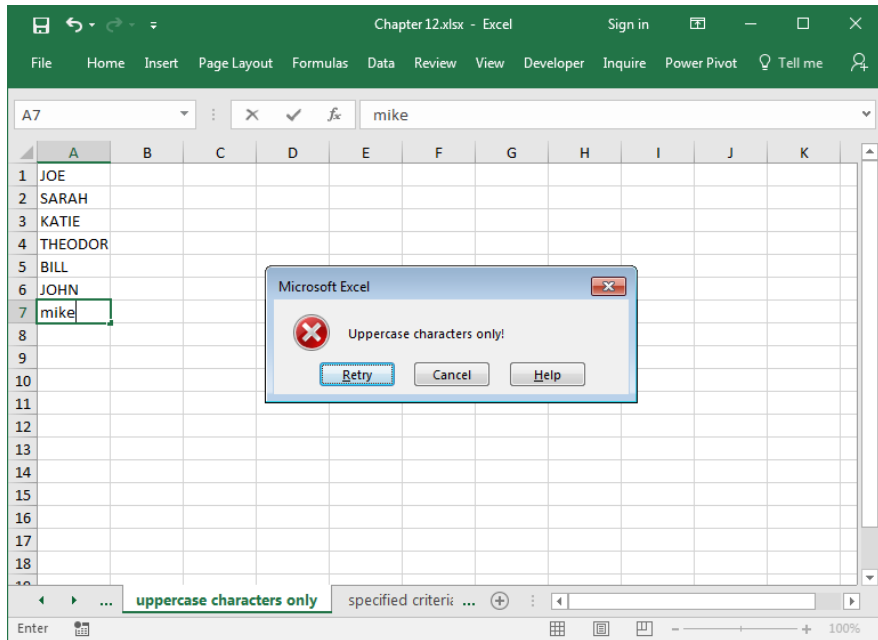 Chapter 12.xlsx - Excel Sign in
File Home Insert Page Layout Formulas Data Review View Developer Inquire Power Pivot Tell me
A7 fx mike
A B C D E F G H I J K
1 JOE
2 SARAH
3 KATIE
4 THEODOR
5 BILL
6 JOHN
7 mike
8
9
10
11
12
13
14
15
16
17
18
Microsoft Excel
Uppercase characters only!
Retry Cancel Help
... uppercase characters only specified criteria ...
Enter 100%